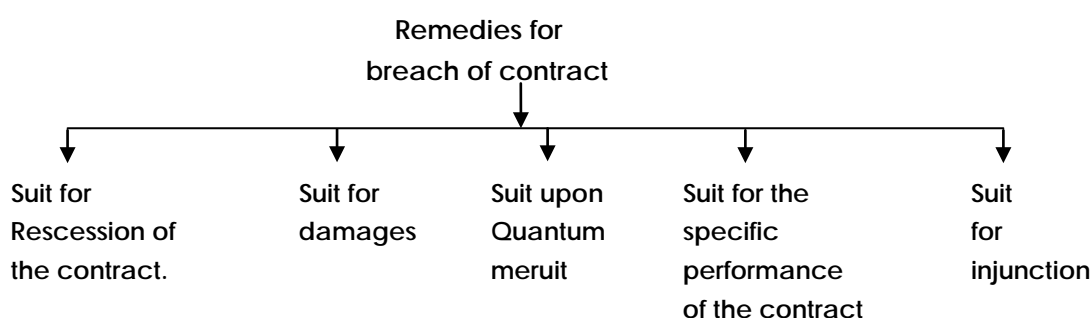 Remedies for
breach of contract
Suit for
Rescession of
the contract.
Suit for
damages
Suit upon
Quantum
meruit
Suit for the
specific
performance
of the contract
Suit
for
injunction